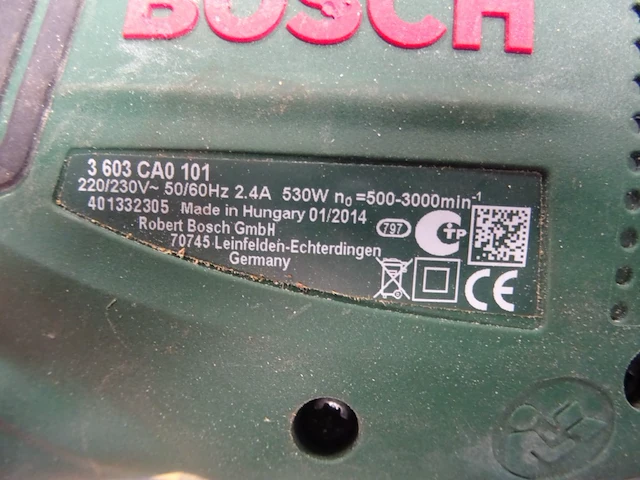 BOSCH
3 603 CA0 101
220/230V~ 50/60Hz 2.4A 530W n₀ =500-3000min⁻¹
401332305 Made in Hungary 01/2014
Robert Bosch GmbH
70745 Leinfelden-Echterdingen
Germany
797
TP
CE